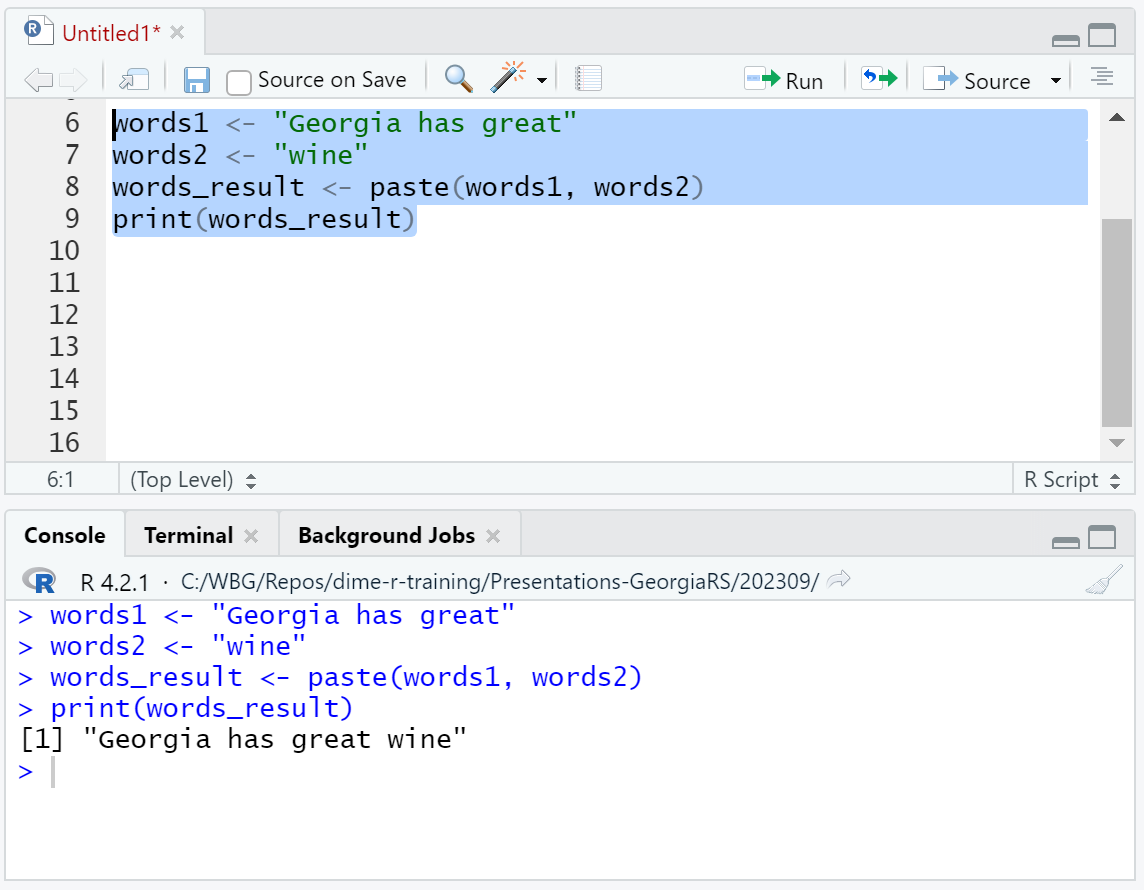 Untitled1*
Source on Save
Run
Source
6 words1 <- "Georgia has great"
7 words2 <- "wine"
8 words_result <- paste(words1, words2)
9 print(words_result)
10
11
12
13
14
15
16
6:1 (Top Level) R Script
Console Terminal Background Jobs
R 4.2.1 · C:/WBG/Repos/dime-r-training/Presentations-GeorgiaRS/202309/
> words1 <- "Georgia has great"
> words2 <- "wine"
> words_result <- paste(words1, words2)
> print(words_result)
[1] "Georgia has great wine"
>